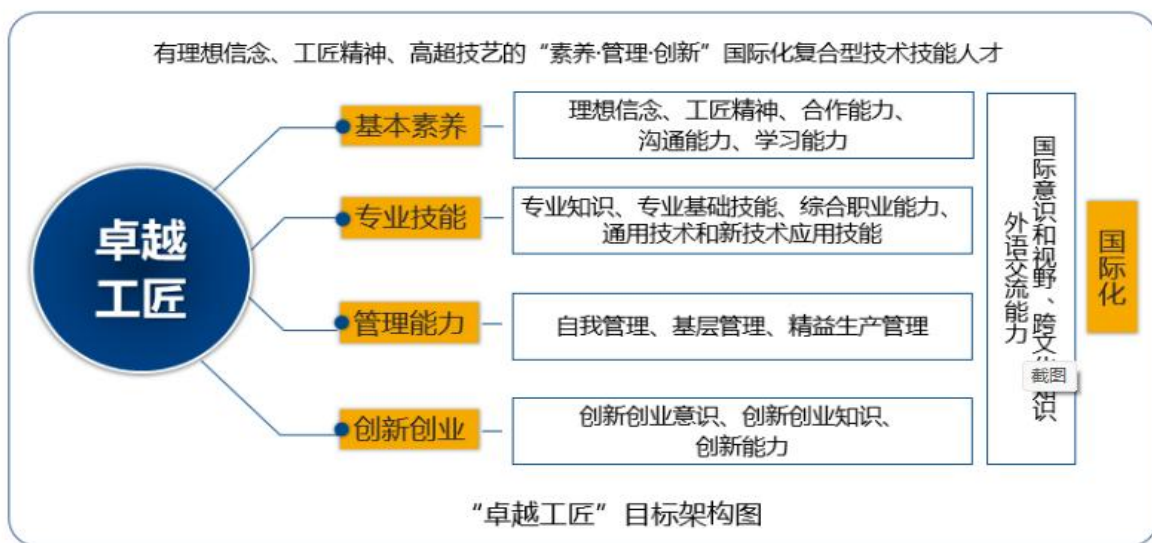 有理想信念、工匠精神、高超技艺的“素养·管理·创新”国际化复合型技术技能人才
卓越
工匠
基本素养
理想信念、工匠精神、合作能力、
沟通能力、学习能力
专业技能
专业知识、专业基础技能、综合职业能力、
通用技术和新技术应用技能
管理能力
自我管理、基层管理、精益生产管理
创新创业
创新创业意识、创新创业知识、
创新能力
国际意识和视野、跨文化知识
外语交流能力
截图
国际化
“卓越工匠”目标架构图